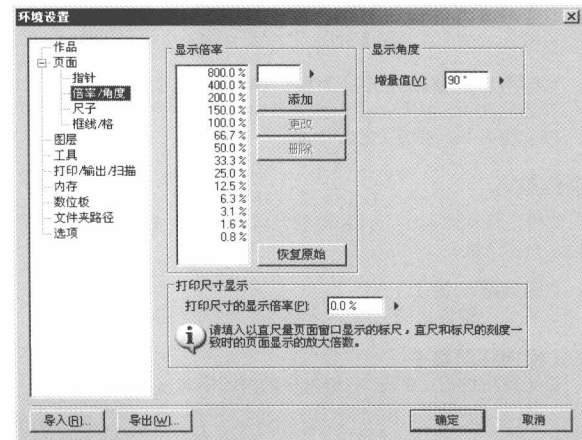 环境设置
作品
页面
指针
倍率/角度
尺子
框线/格
图层
工具
打印/输出/扫描
内存
数位板
文件夹路径
选项
显示倍率
800.0 %
400.0 %
200.0 %
150.0 %
100.0 %
66.7 %
50.0 %
33.3 %
25.0 %
12.5 %
6.3 %
3.1 %
1.6 %
0.8 %
添加
更改
删除
恢复原始
显示角度
增量值(V): 90 °
打印尺寸显示
打印尺寸的显示倍率(P): 0.0 %
请填入以直尺量页面窗口显示的标尺，直尺和标尺的刻度一
致时的页面显示的放大倍数。
导入(R)... 导出(W)... 确定 取消